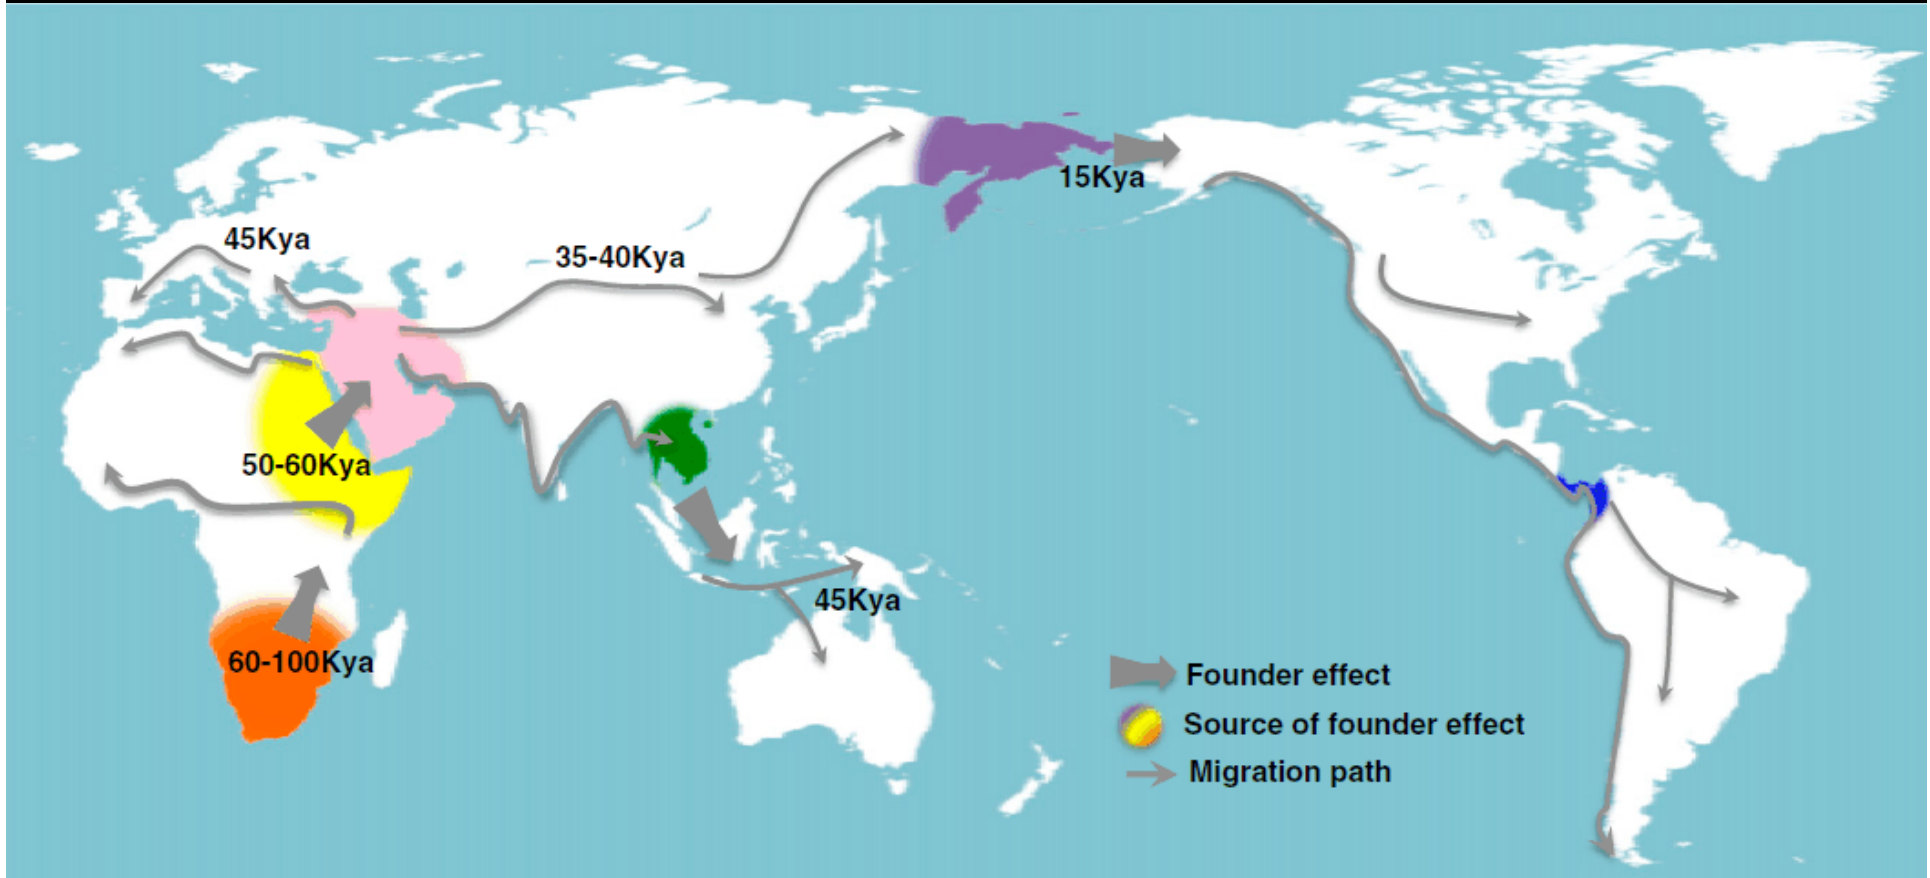 15Kya
45Kya
35-40Kya
50-60Kya
45Kya
60-100Kya
Founder effect
Source of founder effect
Migration path